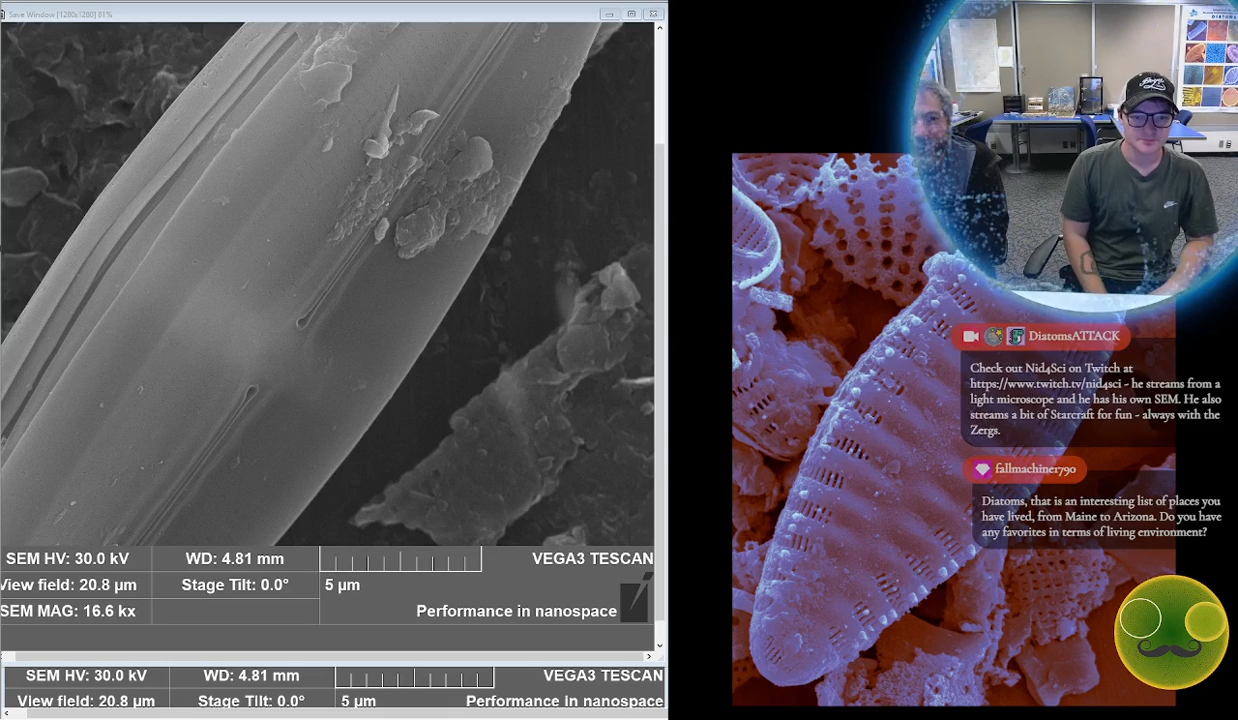 Save Window [1280x1280] 81%
SEM HV: 30.0 kV
WD: 4.81 mm
VEGA3 TESCAN
View field: 20.8 µm
Stage Tilt: 0.0°
5 µm
SEM MAG: 16.6 kx
Performance in nanospace
SEM HV: 30.0 kV
WD: 4.81 mm
VEGA3 TESCAN
View field: 20.8 µm
Stage Tilt: 0.0°
5 µm
Performance in nanospace
DiatomsATTACK
Check out Nid4Sci on Twitch at
https://www.twitch.tv/nid4sci - he streams from a
light microscope and he has his own SEM. He also
streams a bit of Starcraft for fun - always with the
Zergs.
fallmachine1790
Diatoms, that is an interesting list of places you
have lived, from Maine to Arizona. Do you have
any favorites in terms of living environment?